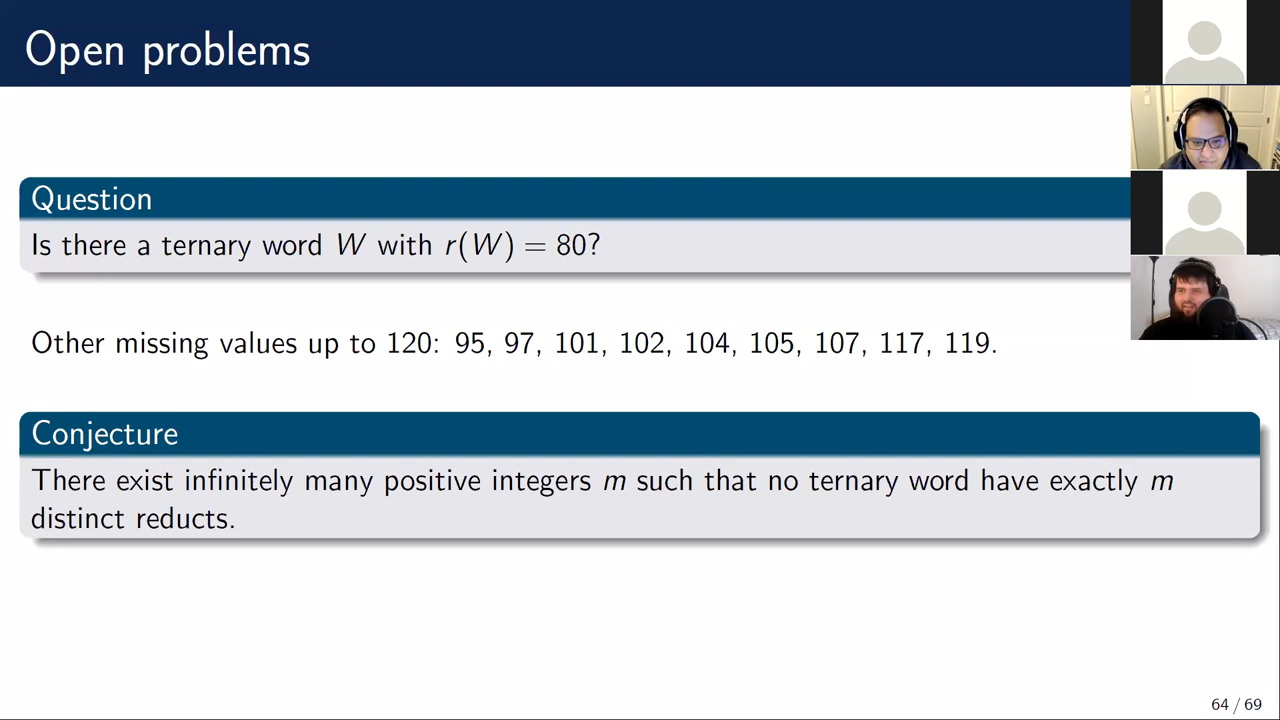 Open problems
Question
Is there a ternary word W with r(W) = 80?
Other missing values up to 120: 95, 97, 101, 102, 104, 105, 107, 117, 119.
Conjecture
There exist infinitely many positive integers m such that no ternary word have exactly m
distinct reducts.
64 / 69